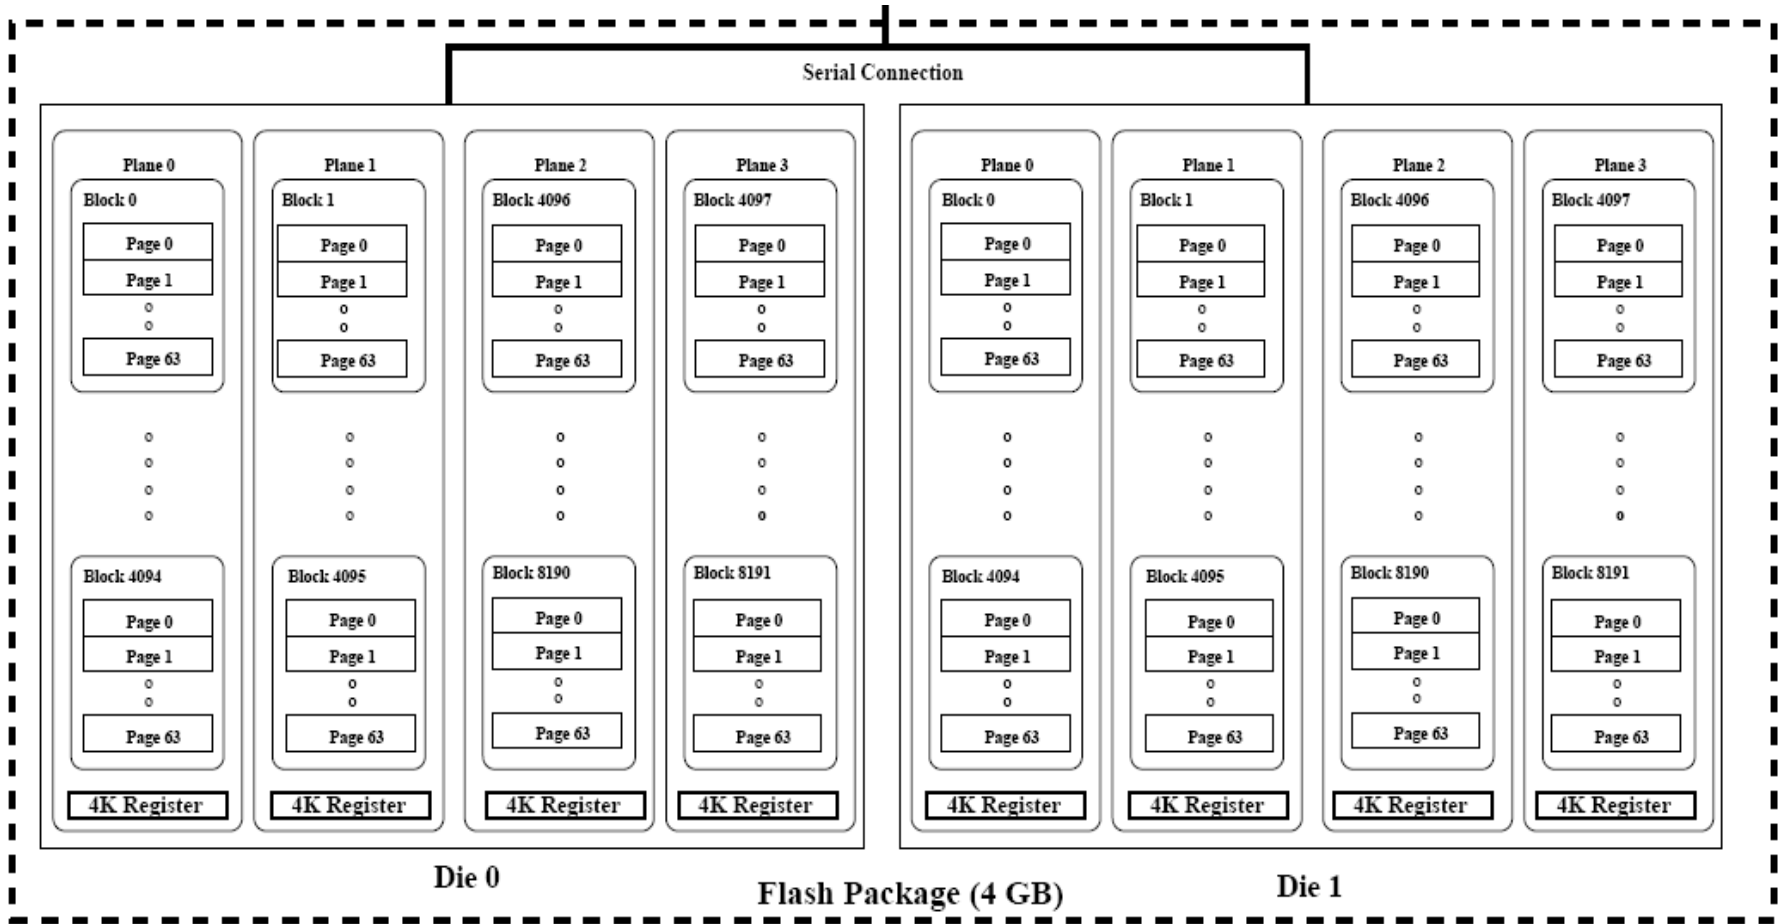 Serial Connection
Plane 0 Plane 1 Plane 2 Plane 3 Plane 0 Plane 1 Plane 2 Plane 3
Block 0 Block 1 Block 4096 Block 4097 Block 0 Block 1 Block 4096 Block 4097
Page 0 Page 0 Page 0 Page 0 Page 0 Page 0 Page 0 Page 0
Page 1 Page 1 Page 1 Page 1 Page 1 Page 1 Page 1 Page 1
Page 63 Page 63 Page 63 Page 63 Page 63 Page 63 Page 63 Page 63
Block 4094 Block 4095 Block 8190 Block 8191 Block 4094 Block 4095 Block 8190 Block 8191
Page 0 Page 0 Page 0 Page 0 Page 0 Page 0 Page 0 Page 0
Page 1 Page 1 Page 1 Page 1 Page 1 Page 1 Page 1 Page 1
Page 63 Page 63 Page 63 Page 63 Page 63 Page 63 Page 63 Page 63
4K Register 4K Register 4K Register 4K Register 4K Register 4K Register 4K Register 4K Register
Die 0 Flash Package (4 GB) Die 1